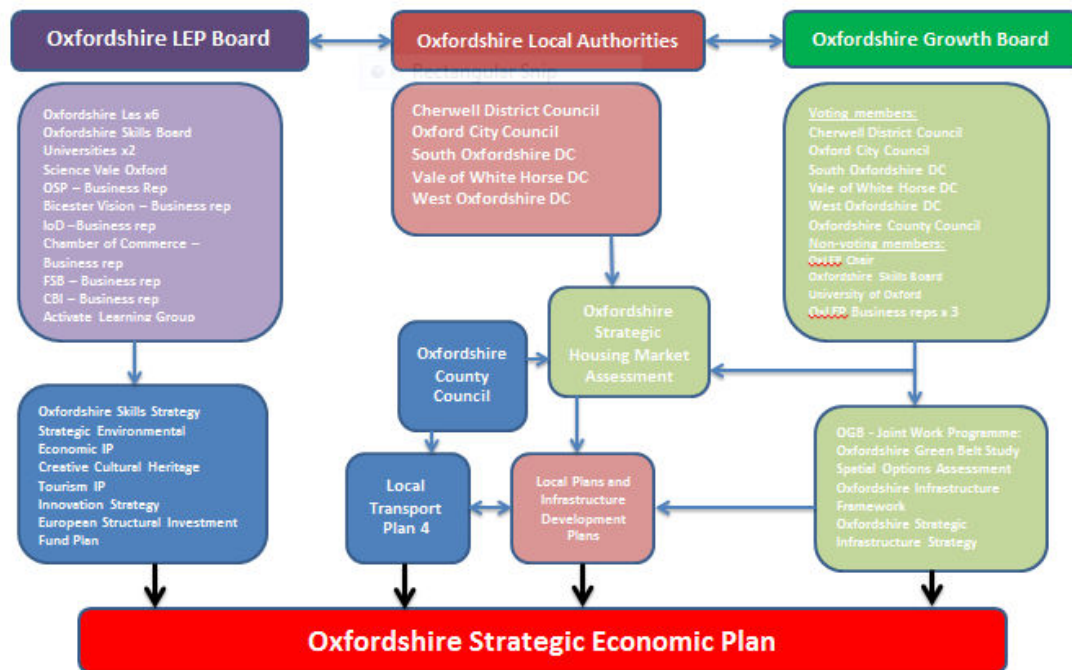 Oxfordshire LEP Board
Oxfordshire Local Authorities
Oxfordshire Growth Board
Rectangular Snip
Oxfordshire Las x6
Oxfordshire Skills Board
Universities x2
Science Vale Oxford
OSP – Business Rep
Bicester Vision – Business rep
IoD –Business rep
Chamber of Commerce –
Business rep
FSB – Business rep
CBI – Business rep
Activate Learning Group
Cherwell District Council
Oxford City Council
South Oxfordshire DC
Vale of White Horse DC
West Oxfordshire DC
Voting members:
Cherwell District Council
Oxford City Council
South Oxfordshire DC
Vale of White Horse DC
West Oxfordshire DC
Oxfordshire County Council
Non-voting members:
OxLEP Chair
Oxfordshire Skills Board
University of Oxford
OxLEP Business reps x 3
Oxfordshire
Strategic
Housing Market
Assessment
Oxfordshire
County
Council
Oxfordshire Skills Strategy
Strategic Environmental
Economic IP
Creative Cultural Heritage
Tourism IP
Innovation Strategy
European Structural Investment
Fund Plan
Local
Transport
Plan 4
Local Plans and
Infrastructure
Development
Plans
OGB - Joint Work Programme:
Oxfordshire Green Belt Study
Spatial Options Assessment
Oxfordshire Infrastructure
Framework
Oxfordshire Strategic
Infrastructure Strategy
Oxfordshire Strategic Economic Plan